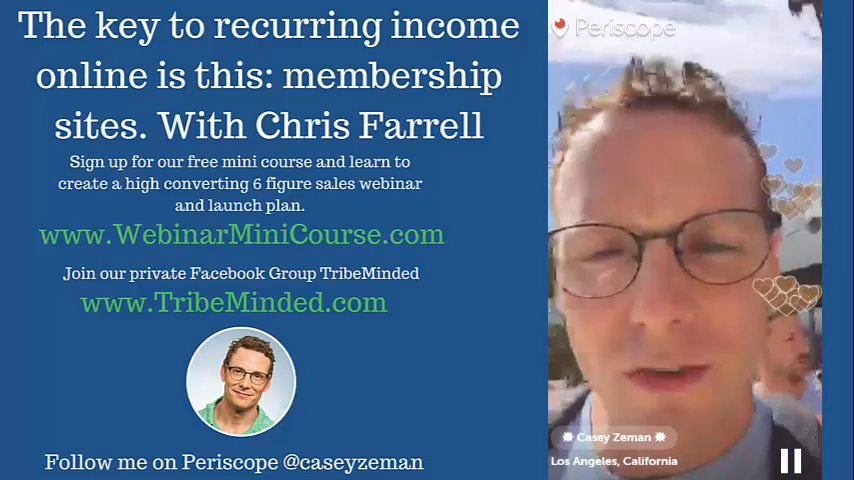 The key to recurring income
online is this: membership
sites. With Chris Farrell
Sign up for our free mini course and learn to
create a high converting 6 figure sales webinar
and launch plan.
www.WebinarMiniCourse.com
Join our private Facebook Group TribeMinded
www.TribeMinded.com
Follow me on Periscope @caseyzeman
Periscope
Casey Zeman
Los Angeles, California